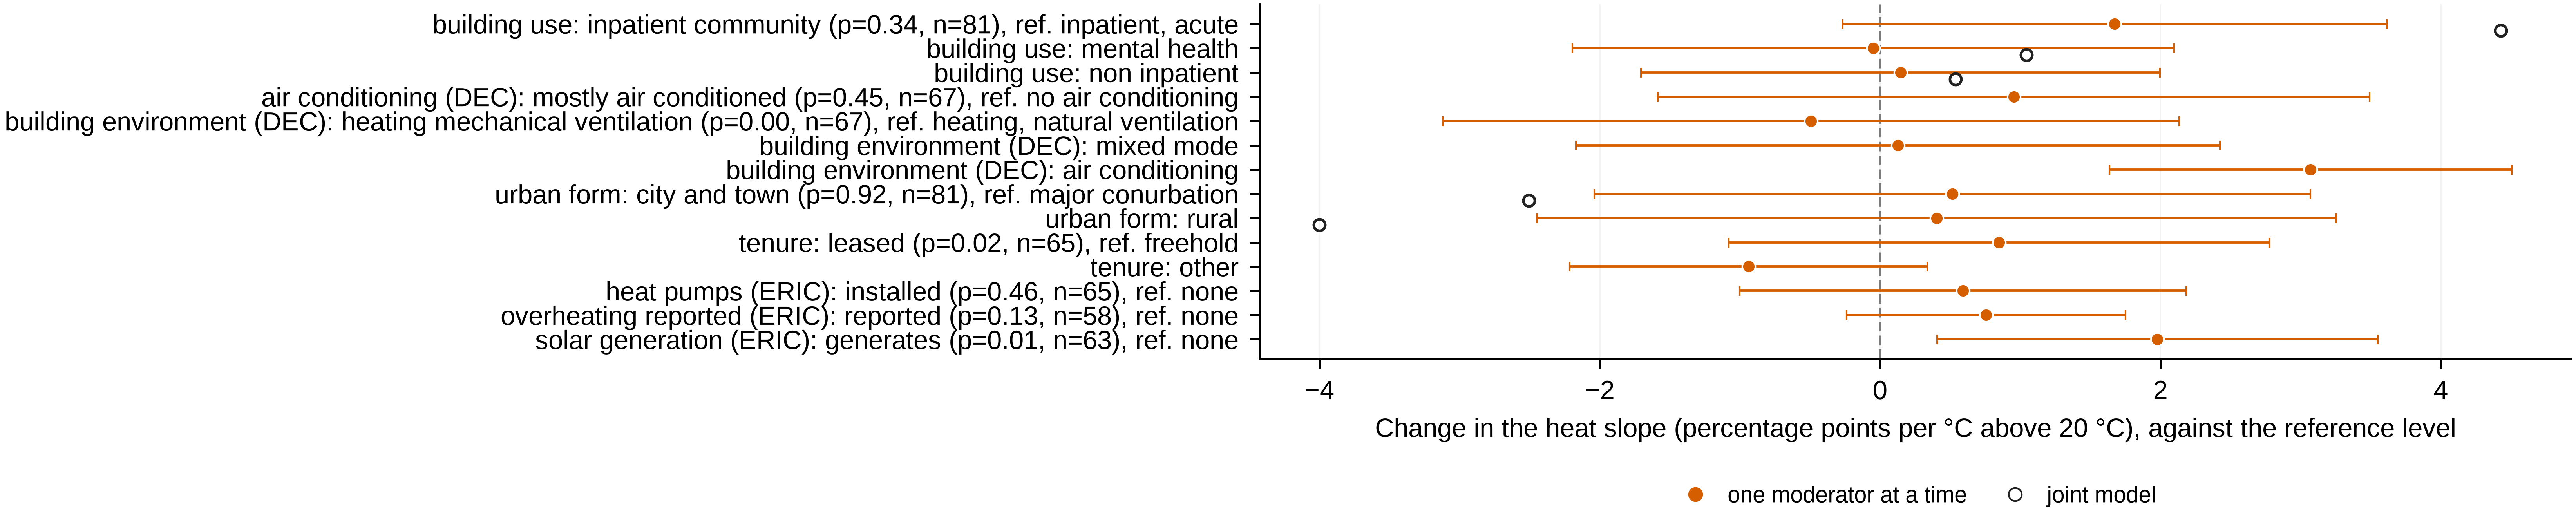 building use: inpatient community (p=0.34, n=81), ref. inpatient, acute
building use: mental health
building use: non inpatient
air conditioning (DEC): mostly air conditioned (p=0.45, n=67), ref. no air conditioning
building environment (DEC): heating mechanical ventilation (p=0.00, n=67), ref. heating, natural ventilation
building environment (DEC): mixed mode
building environment (DEC): air conditioning
urban form: city and town (p=0.92, n=81), ref. major conurbation
urban form: rural
tenure: leased (p=0.02, n=65), ref. freehold
tenure: other
heat pumps (ERIC): installed (p=0.46, n=65), ref. none
overheating reported (ERIC): reported (p=0.13, n=58), ref. none
solar generation (ERIC): generates (p=0.01, n=63), ref. none
−4 −2 0 2 4
Change in the heat slope (percentage points per °C above 20 °C), against the reference level
one moderator at a time joint model